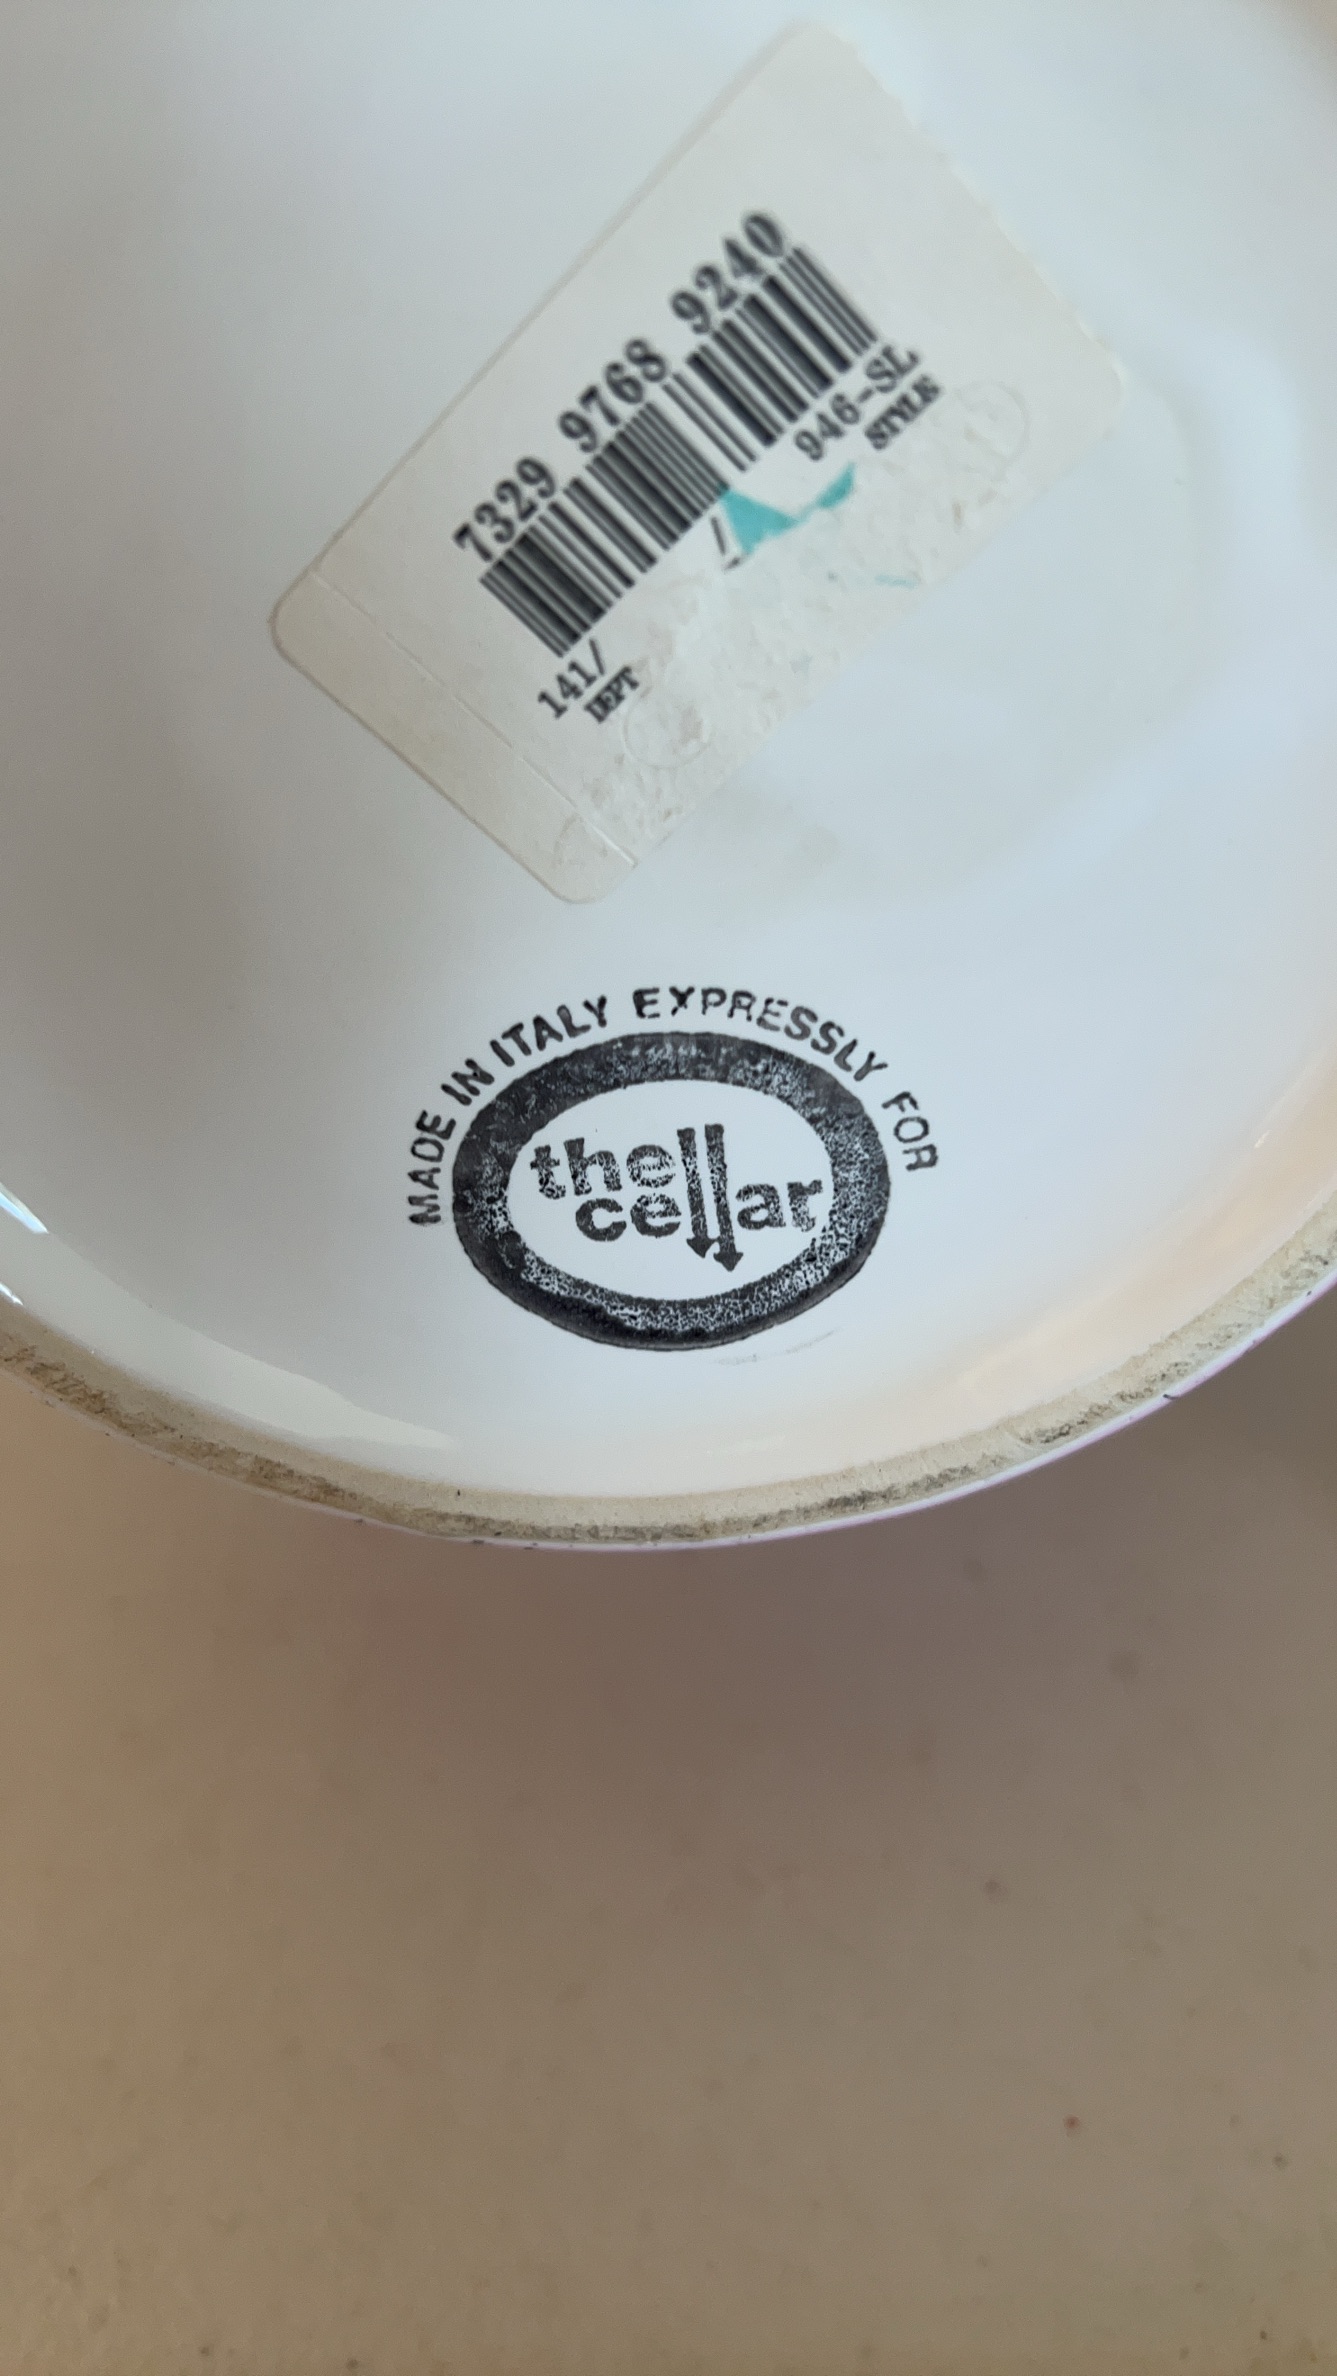 7329 9768 9240
141/ 946-SL
DEPT STYLE
MADE IN ITALY EXPRESSLY FOR
the
cellar